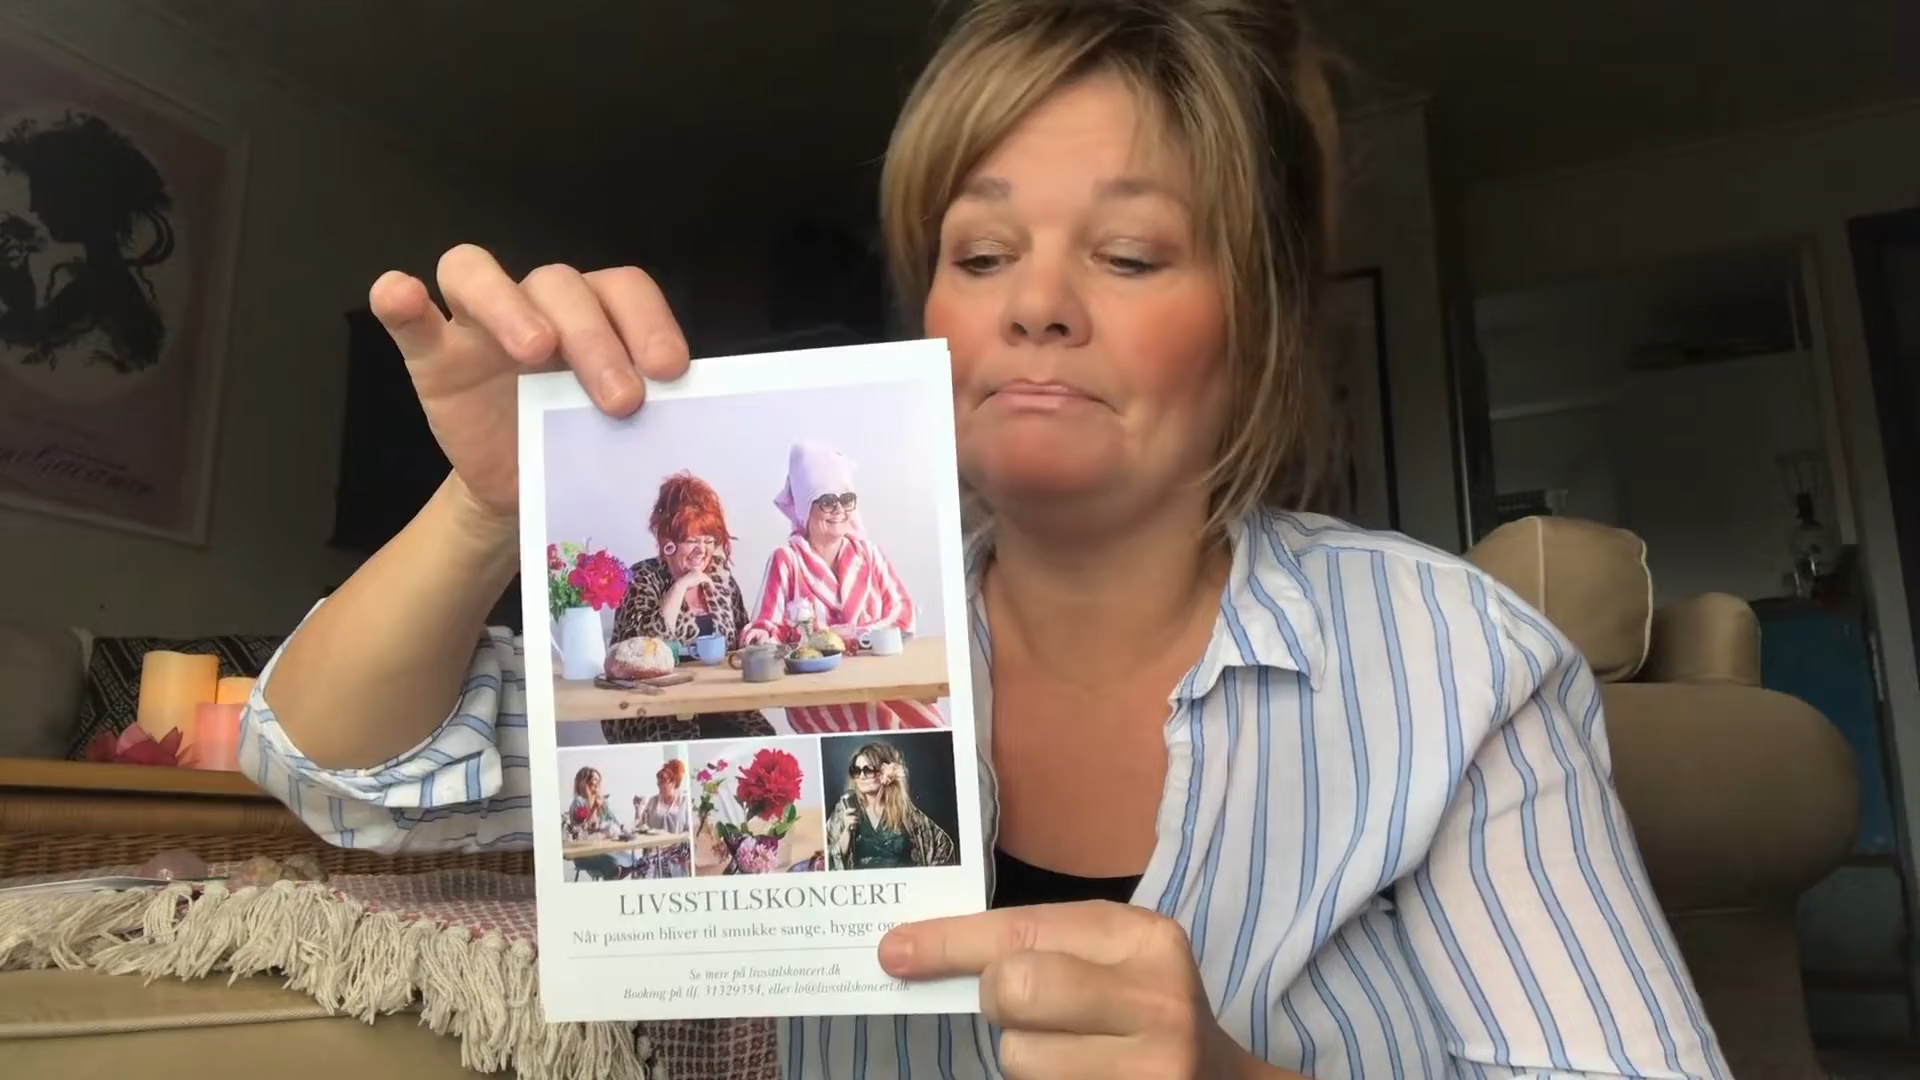 LIVSSTILSKONCERT
Når passion bliver til smukke sange, hygge og
Se mere på livsstilskoncert.dk
Booking på tlf. 31329354, eller lo@livsstilskoncert.dk